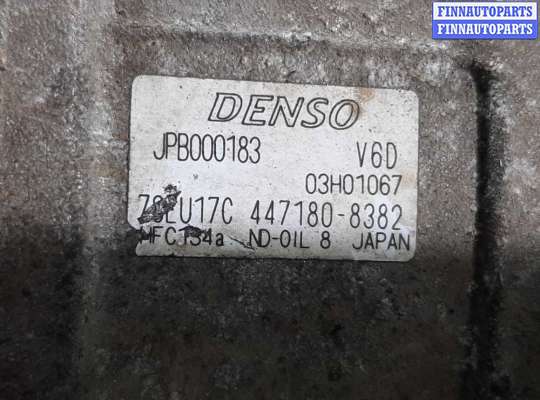 FINNAUTOPARTS
FINNAUTOPARTS
DENSO
JPB000183 V6D
03H01067
447180-8382
ND-OIL 8 JAPAN